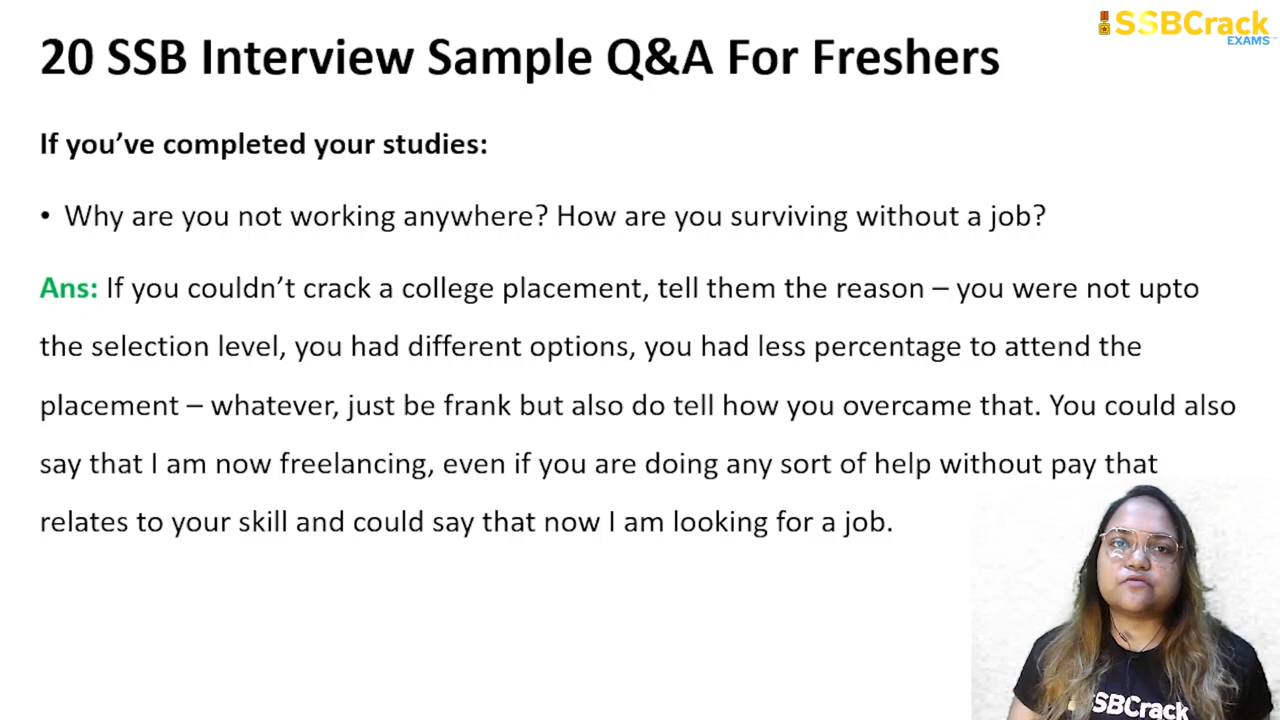 SSBCrack
EXAMS
20 SSB Interview Sample Q&A For Freshers
If you’ve completed your studies:
• Why are you not working anywhere? How are you surviving without a job?
Ans: If you couldn’t crack a college placement, tell them the reason – you were not upto
the selection level, you had different options, you had less percentage to attend the
placement – whatever, just be frank but also do tell how you overcame that. You could also
say that I am now freelancing, even if you are doing any sort of help without pay that
relates to your skill and could say that now I am looking for a job.
SSBCrack